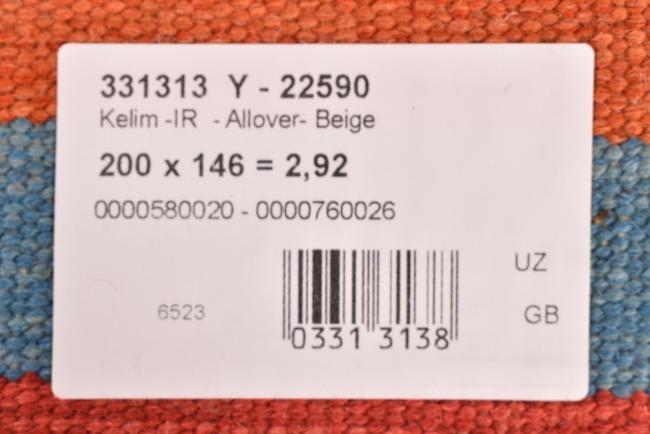 331313 Y - 22590
Kelim -IR - Allover- Beige
200 x 146 = 2,92
0000580020 - 0000760026
UZ
6523
GB
0331 3138